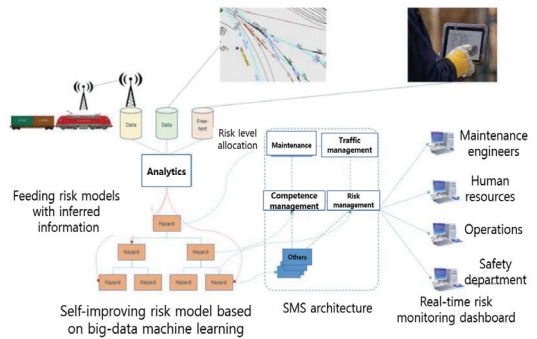 Data
Data
Free-
text
Risk level
allocation
Analytics
Feeding risk models
with inferred
information
Hazard
Hazard
Hazard
Hazard
Hazard
Hazard
Hazard
Self-improving risk model based
on big-data machine learning
Maintenance
Traffic
management
Competence
management
Risk
management
Others
SMS architecture
Maintenance
engineers
Human
resources
Operations
Safety
department
Real-time risk
monitoring dashboard